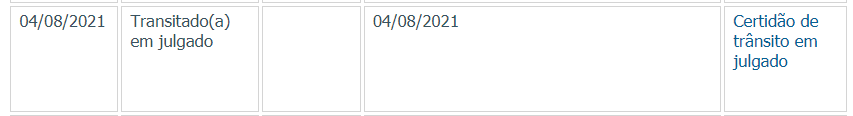 04/08/2021 Transitado(a) 04/08/2021 Certidão de
em julgado trânsito em
julgado